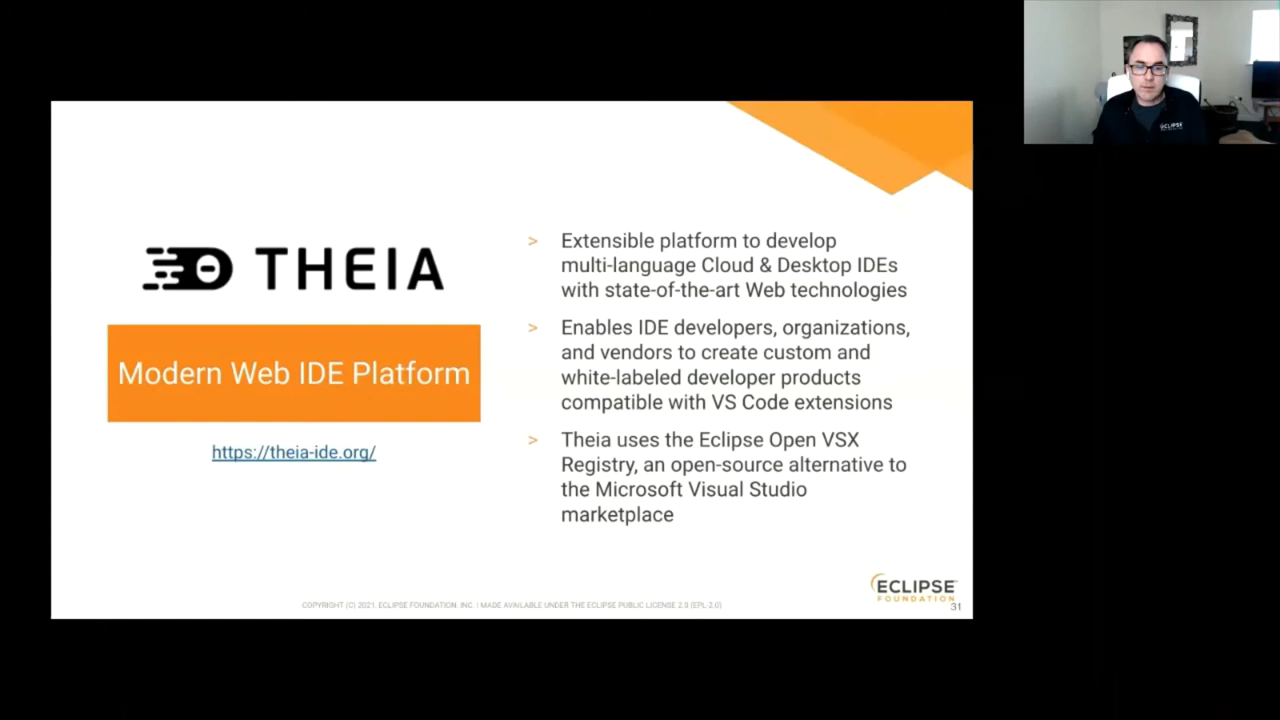 THEIA
Modern Web IDE Platform
https://theia-ide.org/
> Extensible platform to develop
multi-language Cloud & Desktop IDEs
with state-of-the-art Web technologies
> Enables IDE developers, organizations,
and vendors to create custom and
white-labeled developer products
compatible with VS Code extensions
> Theia uses the Eclipse Open VSX
Registry, an open-source alternative to
the Microsoft Visual Studio
marketplace
COPYRIGHT (C) 2021, ECLIPSE FOUNDATION, INC. | MADE AVAILABLE UNDER THE ECLIPSE PUBLIC LICENSE 2.0 (EPL-2.0)
ECLIPSE
FOUNDATION
31
ECLIPSE